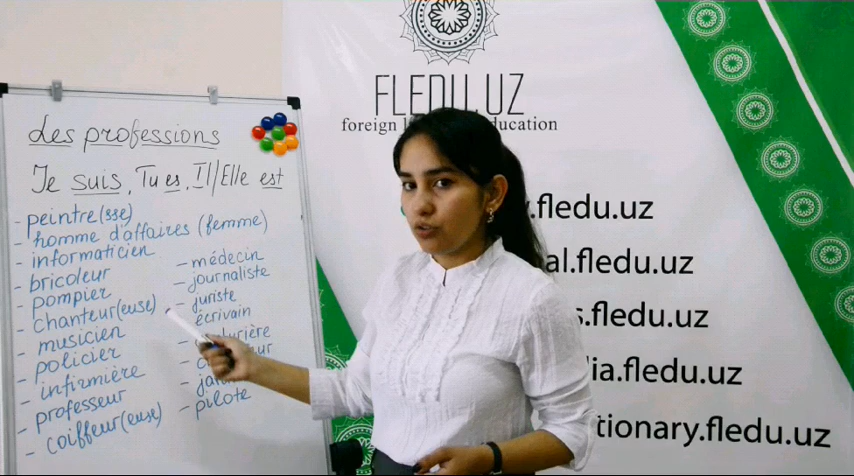 Les professions
Je suis, Tu es, Il/Elle est
- peintre(sse)
- homme d'affaires (femme)
- informaticien
- bricoleur
- pompier
- chanteur(euse)
- musicien
- policier
- infirmière
- professeur
- coiffeur(euse)
- médecin
- journaliste
- juriste
- écrivain
- pilote
FLEDU.UZ
foreign education
.fledu.uz
al.fledu.uz
s.fledu.uz
dia.fledu.uz
tionary.fledu.uz